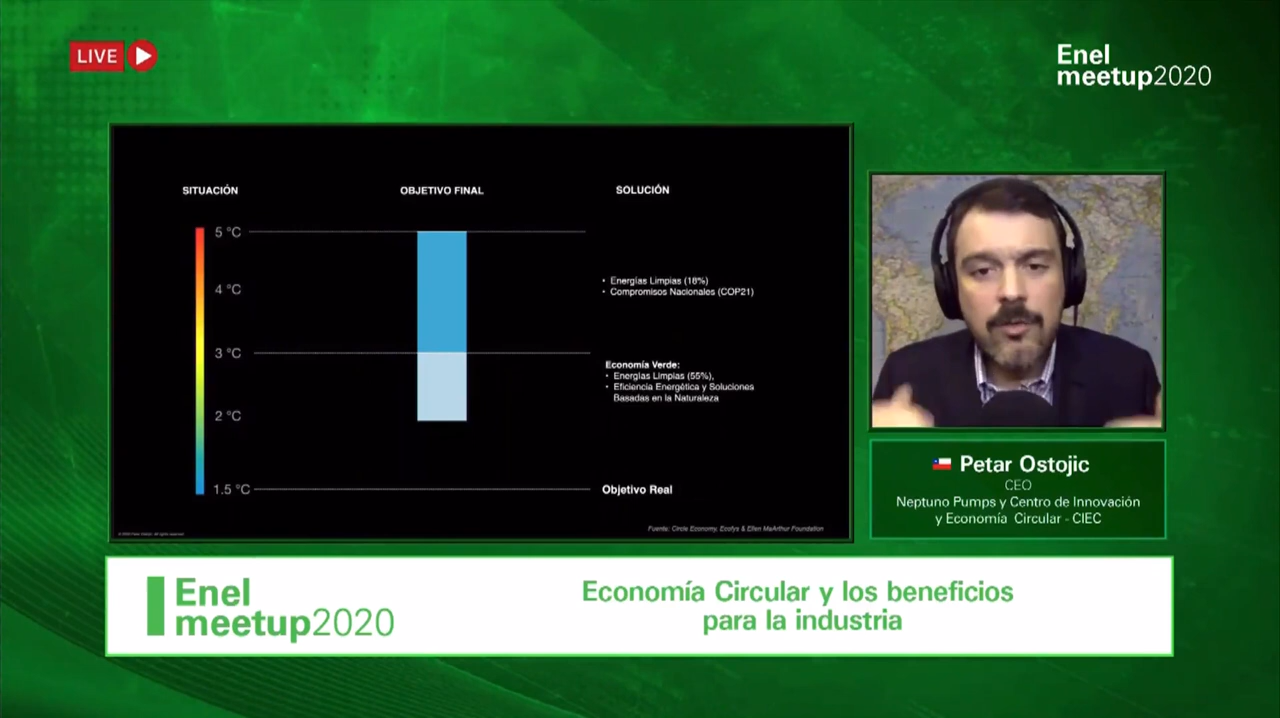 LIVE
Enel
meetup2020
SITUACIÓN
OBJETIVO FINAL
SOLUCIÓN
5 °C
4 °C
• Energías Limpias (18%)
• Compromisos Nacionales (COP21)
3 °C
Economía Verde:
• Energías Limpias (55%),
• Eficiencia Energética y Soluciones
Basadas en la Naturaleza
2 °C
1.5 °C
Objetivo Real
Fuente: Circle Economy, Ecofys & Ellen MacArthur Foundation
Petar Ostojic
CEO
Neptuno Pumps y Centro de Innovación
y Economía Circular - CIEC
Enel
meetup2020
Economía Circular y los beneficios
para la industria